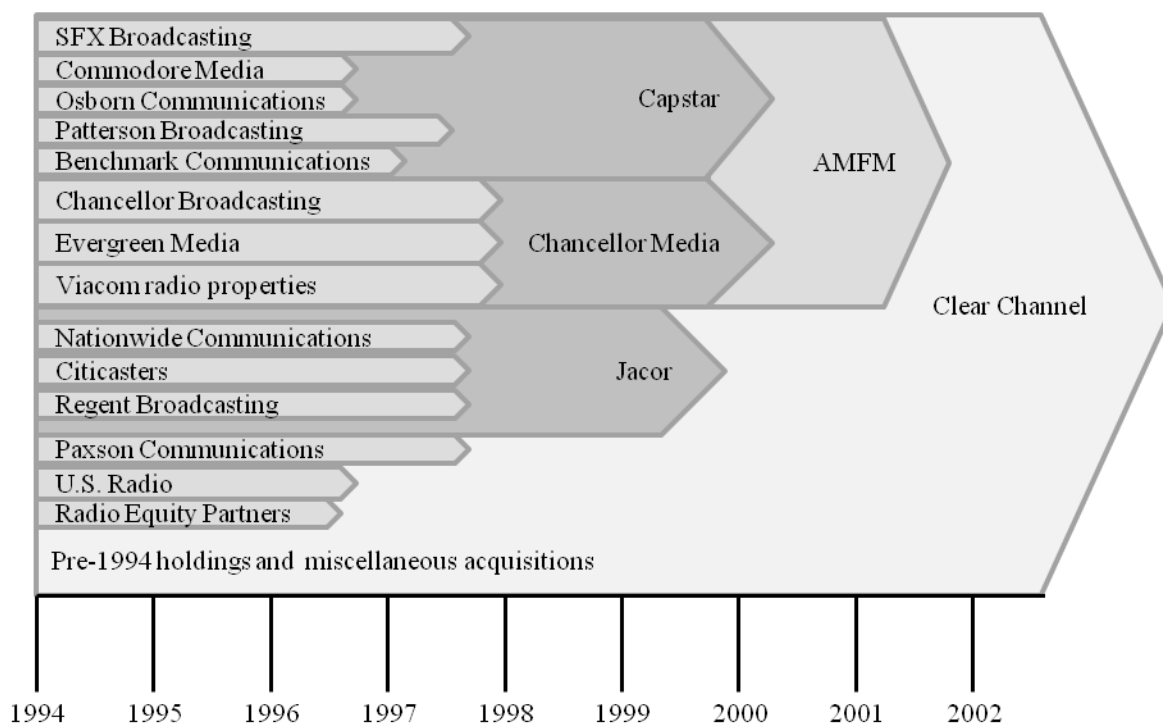 SFX Broadcasting
Commodore Media
Osborn Communications
Capstar
Patterson Broadcasting
Benchmark Communications
AMFM
Chancellor Broadcasting
Evergreen Media
Chancellor Media
Viacom radio properties
Clear Channel
Nationwide Communications
Citicasters
Jacor
Regent Broadcasting
Paxson Communications
U.S. Radio
Radio Equity Partners
Pre-1994 holdings and miscellaneous acquisitions
1994 1995 1996 1997 1998 1999 2000 2001 2002